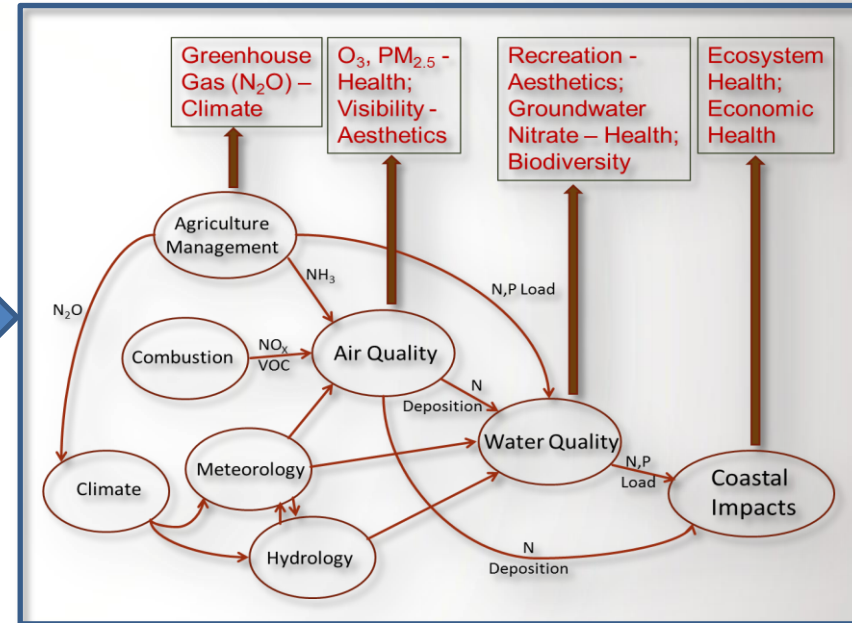 Greenhouse
Gas (N₂O) –
Climate
O₃, PM₂.₅ -
Health;
Visibility -
Aesthetics
Recreation -
Aesthetics;
Groundwater
Nitrate – Health;
Biodiversity
Ecosystem
Health;
Economic
Health
Agriculture
Management
NH₃
N,P Load
N₂O
Combustion
NOₓ
VOC
Air Quality
N
Deposition
Water Quality
N,P
Load
Coastal
Impacts
Meteorology
Climate
Hydrology
N
Deposition